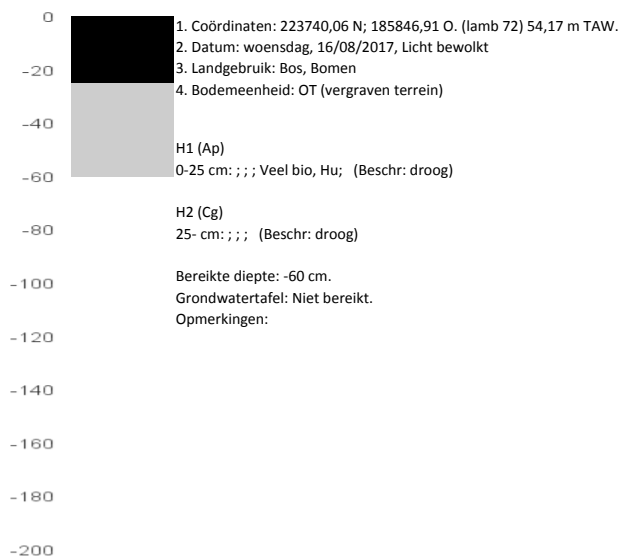 0
-20
-40
-60
-80
-100
-120
-140
-160
-180
-200
1. Coördinaten: 223740,06 N; 185846,91 O. (lamb 72) 54,17 m TAW.
2. Datum: woensdag, 16/08/2017, Licht bewolkt
3. Landgebruik: Bos, Bomen
4. Bodemeenheid: OT (vergraven terrein)
H1 (Ap)
0-25 cm: ; ; ; Veel bio, Hu; (Beschr: droog)
H2 (Cg)
25- cm: ; ; ; (Beschr: droog)
Bereikte diepte: -60 cm.
Grondwatertafel: Niet bereikt.
Opmerkingen: